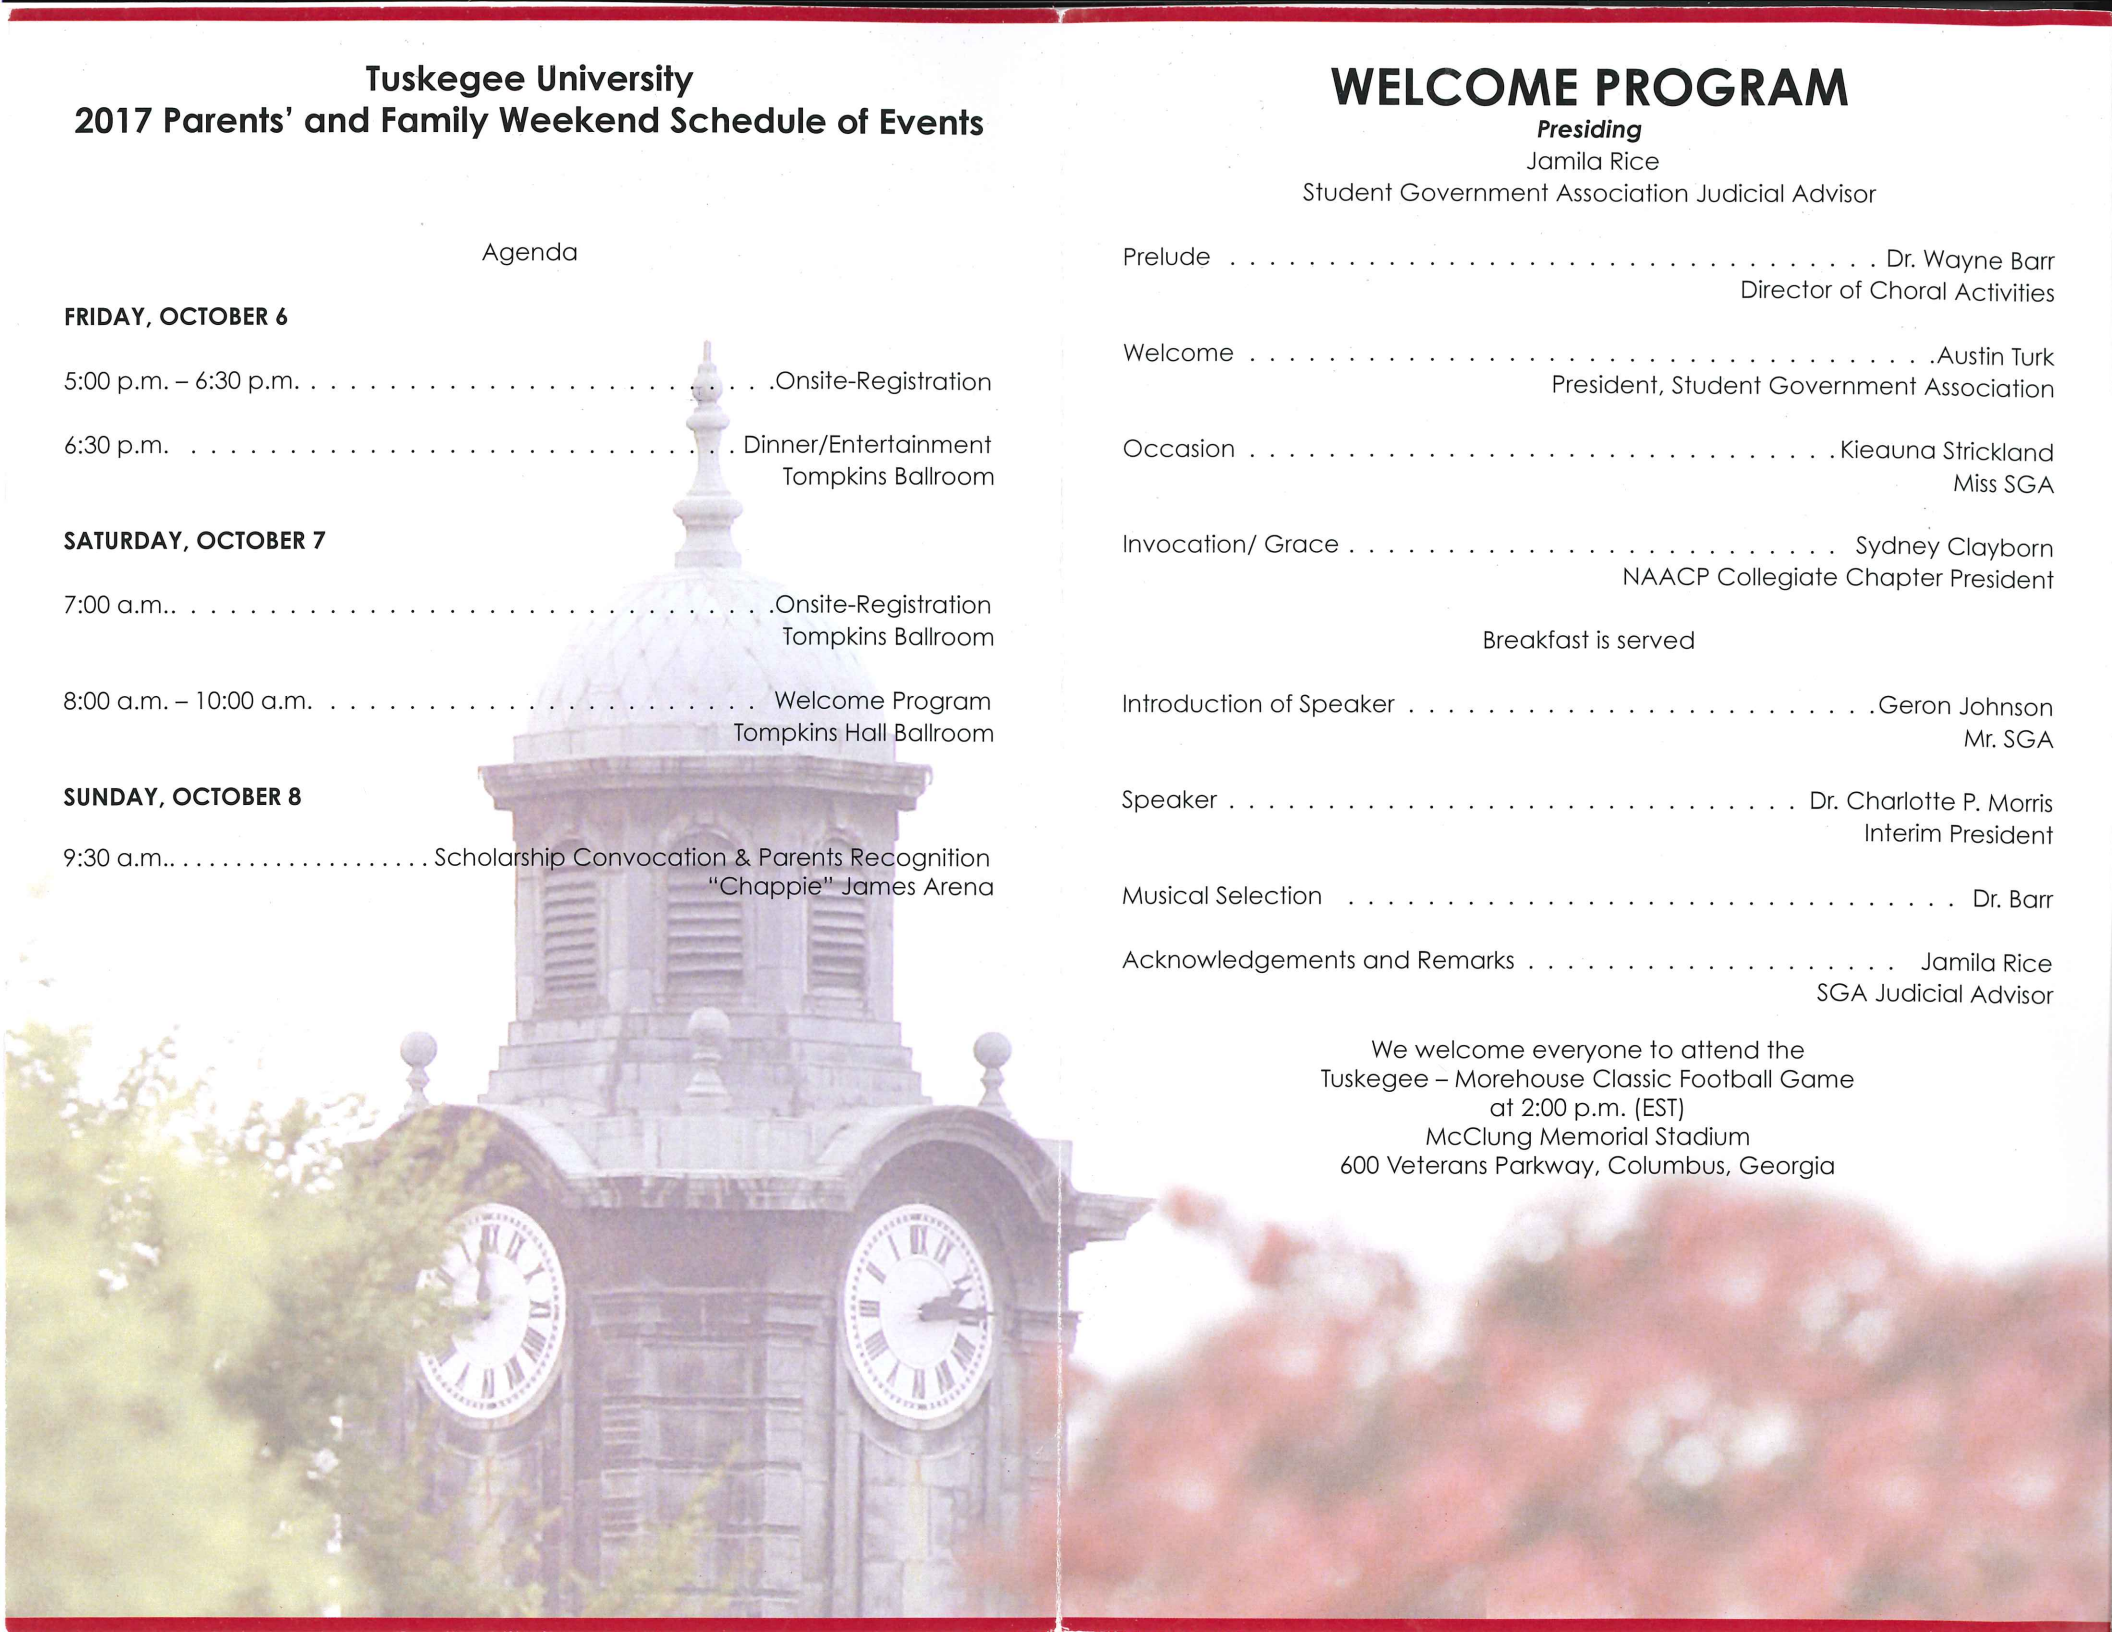 Tuskegee University
2017 Parents' and Family Weekend Schedule of Events
Agenda
FRIDAY, OCTOBER 6
5:00 p.m. – 6:30 p.m. . . . . . . . . . . . . . . . . . . . . . . . . .Onsite-Registration
6:30 p.m. . . . . . . . . . . . . . . . . . . . . . . . . . . . . . Dinner/Entertainment
Tompkins Ballroom
SATURDAY, OCTOBER 7
7:00 a.m.. . . . . . . . . . . . . . . . . . . . . . . . . . . . . . . .Onsite-Registration
Tompkins Ballroom
8:00 a.m. – 10:00 a.m. . . . . . . . . . . . . . . . . . . . . . . . Welcome Program
Tompkins Hall Ballroom
SUNDAY, OCTOBER 8
9:30 a.m.. . . . . . . . . . . . . . . . . . . . Scholarship Convocation & Parents Recognition
"Chappie" James Arena
WELCOME PROGRAM
Presiding
Jamila Rice
Student Government Association Judicial Advisor
Prelude . . . . . . . . . . . . . . . . . . . . . . . . . . . . . . . . . Dr. Wayne Barr
Director of Choral Activities
Welcome . . . . . . . . . . . . . . . . . . . . . . . . . . . . . . . . . . .Austin Turk
President, Student Government Association
Occasion . . . . . . . . . . . . . . . . . . . . . . . . . . . . . . Kieauna Strickland
Miss SGA
Invocation/ Grace . . . . . . . . . . . . . . . . . . . . . . . . . Sydney Clayborn
NAACP Collegiate Chapter President
Breakfast is served
Introduction of Speaker . . . . . . . . . . . . . . . . . . . . . . . .Geron Johnson
Mr. SGA
Speaker . . . . . . . . . . . . . . . . . . . . . . . . . . . . . Dr. Charlotte P. Morris
Interim President
Musical Selection . . . . . . . . . . . . . . . . . . . . . . . . . . . . . . . Dr. Barr
Acknowledgements and Remarks . . . . . . . . . . . . . . . . . . . Jamila Rice
SGA Judicial Advisor
We welcome everyone to attend the
Tuskegee – Morehouse Classic Football Game
at 2:00 p.m. (EST)
McClung Memorial Stadium
600 Veterans Parkway, Columbus, Georgia